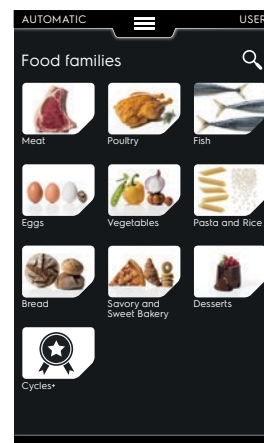 AUTOMATIC USER
Food families
Meat Poultry Fish
Eggs Vegetables Pasta and Rice
Bread Savory and Desserts
Sweet Bakery
Cycles+